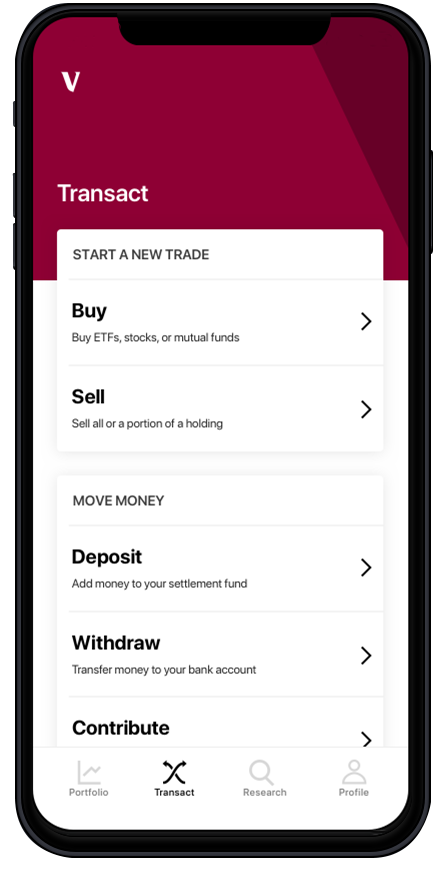 V
Transact
START A NEW TRADE
Buy
Buy ETFs, stocks, or mutual funds
Sell
Sell all or a portion of a holding
MOVE MONEY
Deposit
Add money to your settlement fund
Withdraw
Transfer money to your bank account
Contribute
Portfolio Transact Research Profile